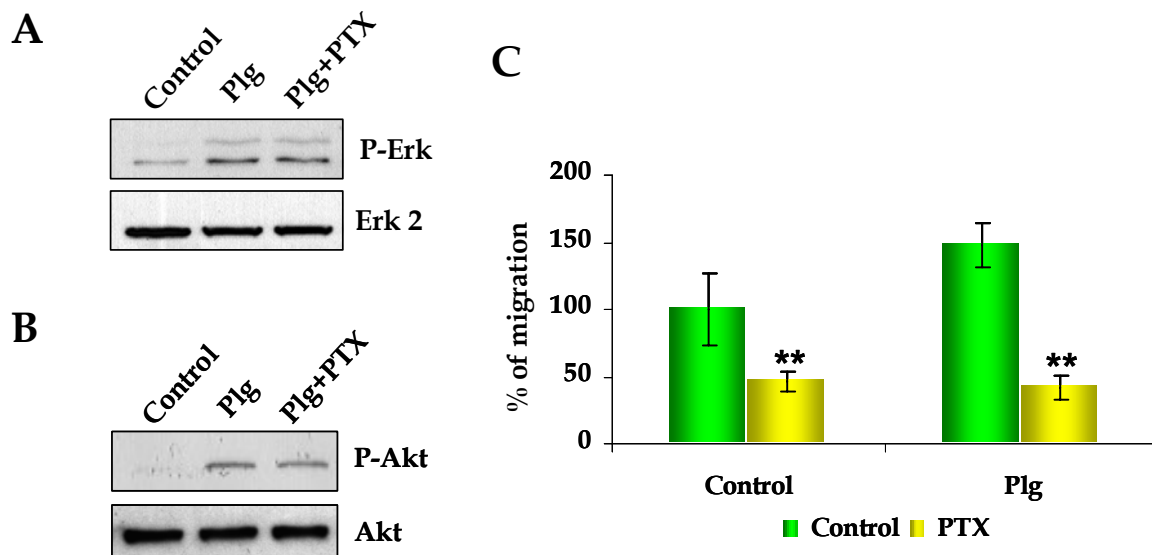 A
Control
Plg
Plg+PTX
P-Erk
Erk 2
B
Control
Plg
Plg+PTX
P-Akt
Akt
C
% of migration
200
150
100
50
0
**
**
Control
Plg
Control
PTX